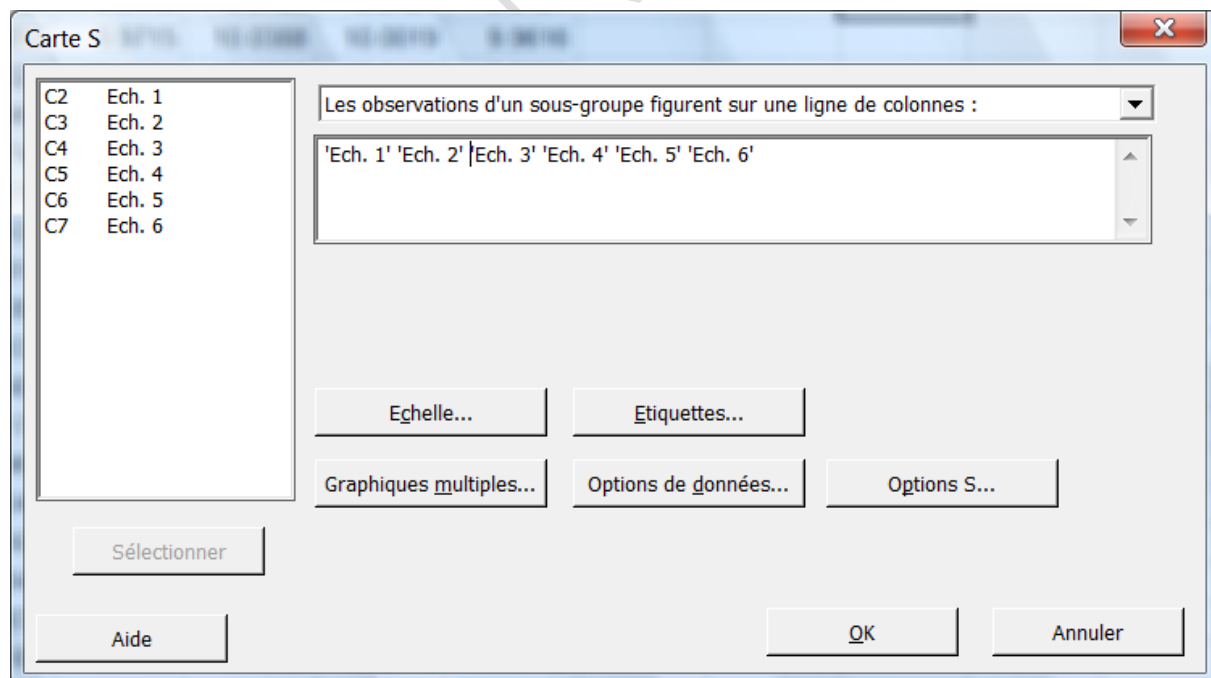 Carte S
C2 Ech. 1
C3 Ech. 2
C4 Ech. 3
C5 Ech. 4
C6 Ech. 5
C7 Ech. 6
Les observations d'un sous-groupe figurent sur une ligne de colonnes :
'Ech. 1' 'Ech. 2' 'Ech. 3' 'Ech. 4' 'Ech. 5' 'Ech. 6'
Echelle...
Etiquettes...
Graphiques multiples...
Options de données...
Options S...
Sélectionner
Aide
OK
Annuler